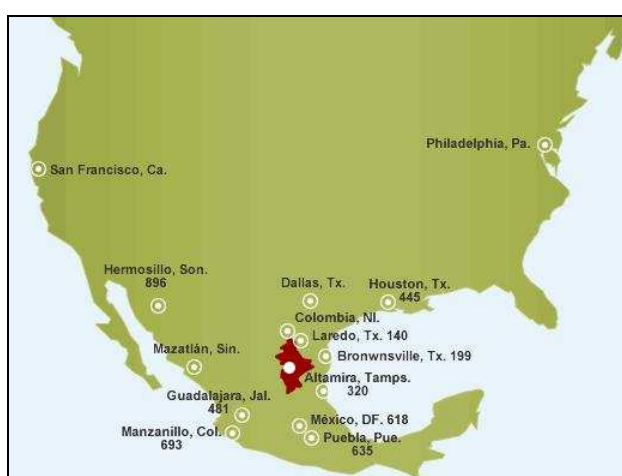 Philadelphia, Pa.
San Francisco, Ca.
Hermosillo, Son.
896
Dallas, Tx.
Houston, Tx.
445
Colombia, Nl.
Laredo, Tx. 140
Mazatlán, Sin.
Bronwnsville, Tx. 199
Altamira, Tamps.
320
Guadalajara, Jal.
481
México, DF. 618
Manzanillo, Col.
693
Puebla, Pue.
635